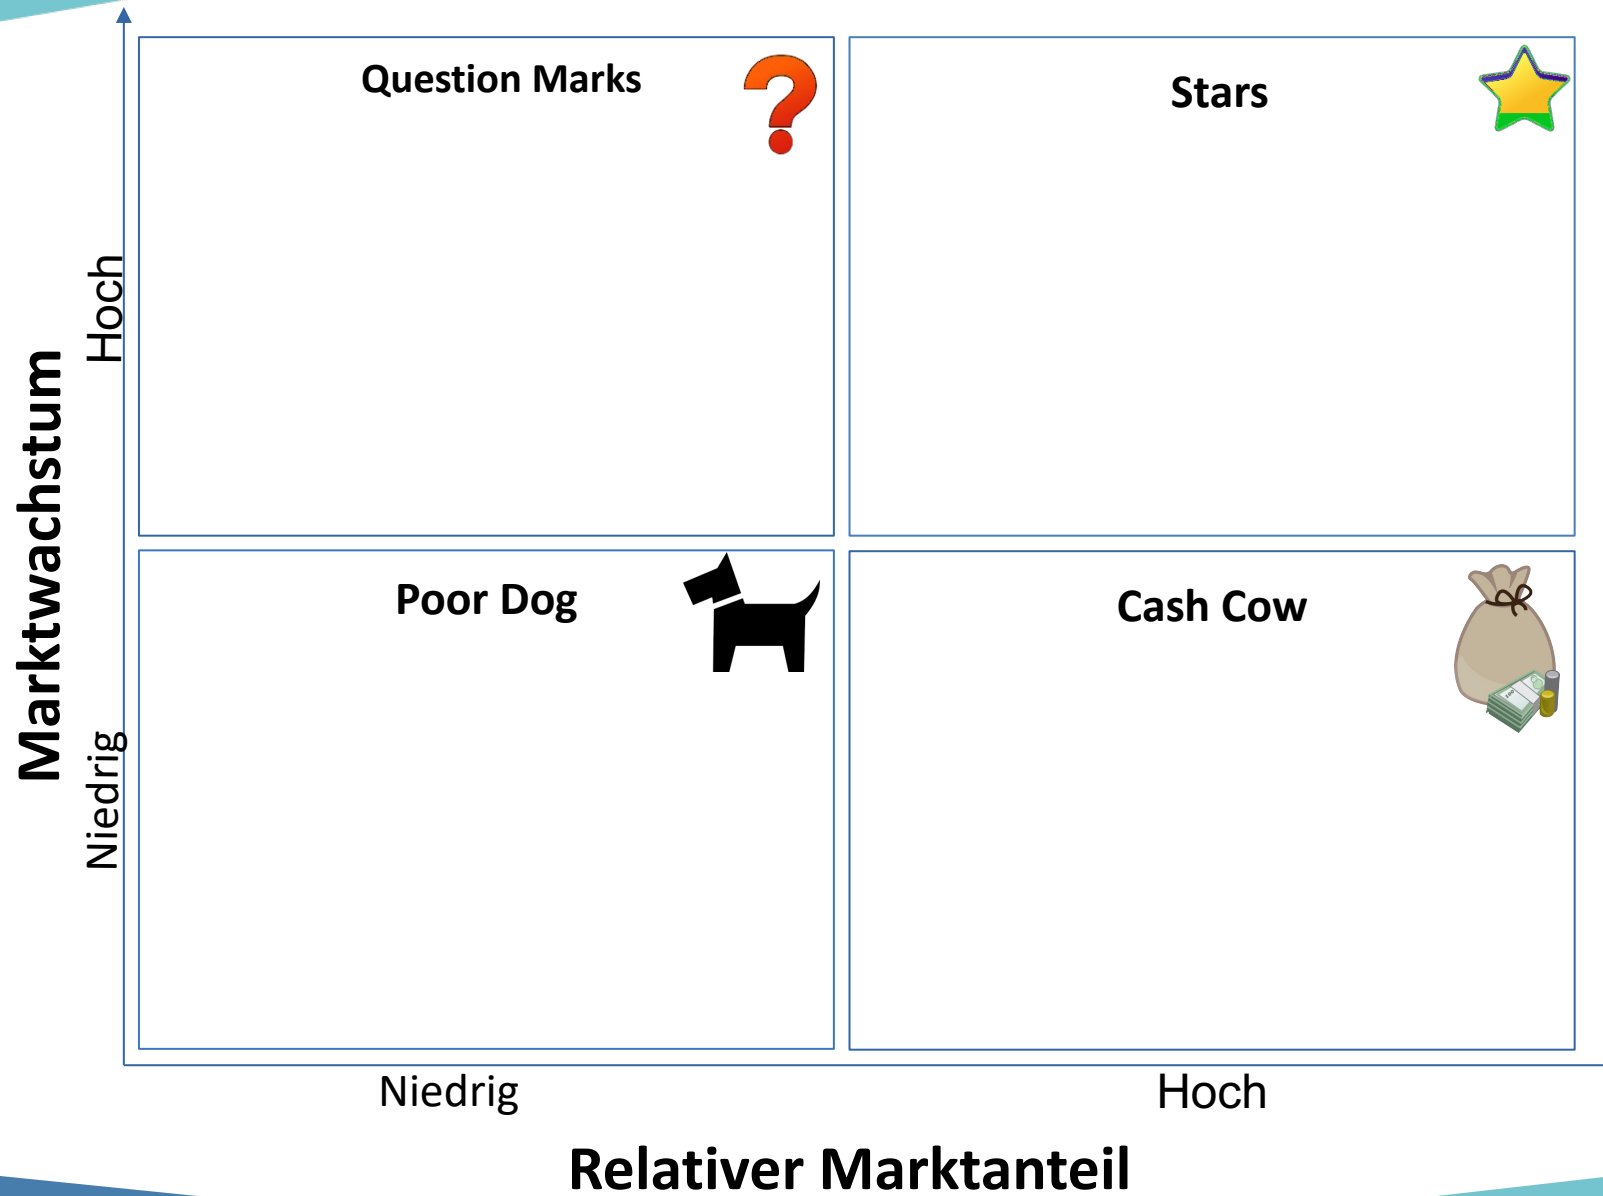 Question Marks
Stars
Hoch
Marktwachstum
Poor Dog
Cash Cow
Niedrig
Niedrig
Hoch
Relativer Marktanteil